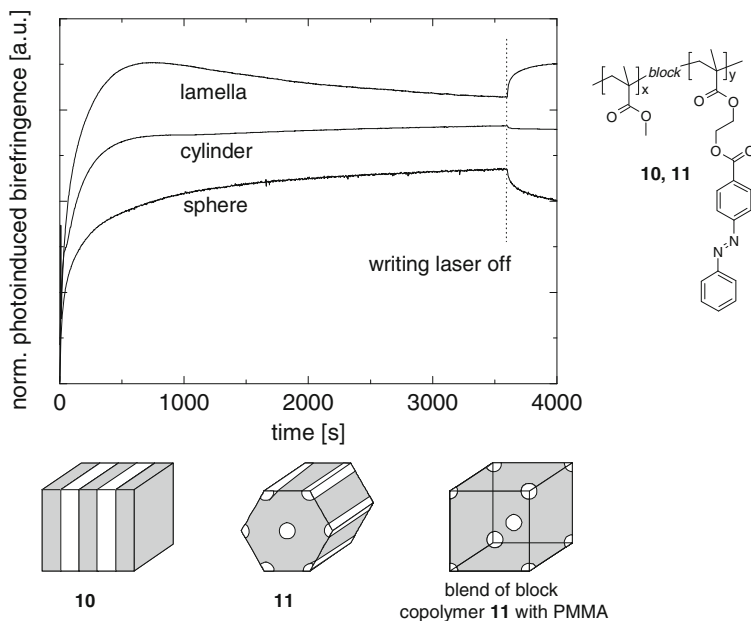 norm. photoinduced birefringence [a.u.]
lamella
cylinder
sphere
writing laser off
0
1000
2000
3000
4000
time [s]
x
block
y
O
O
O
O
O
O
10, 11
N
N
10
11
blend of block
copolymer 11 with PMMA